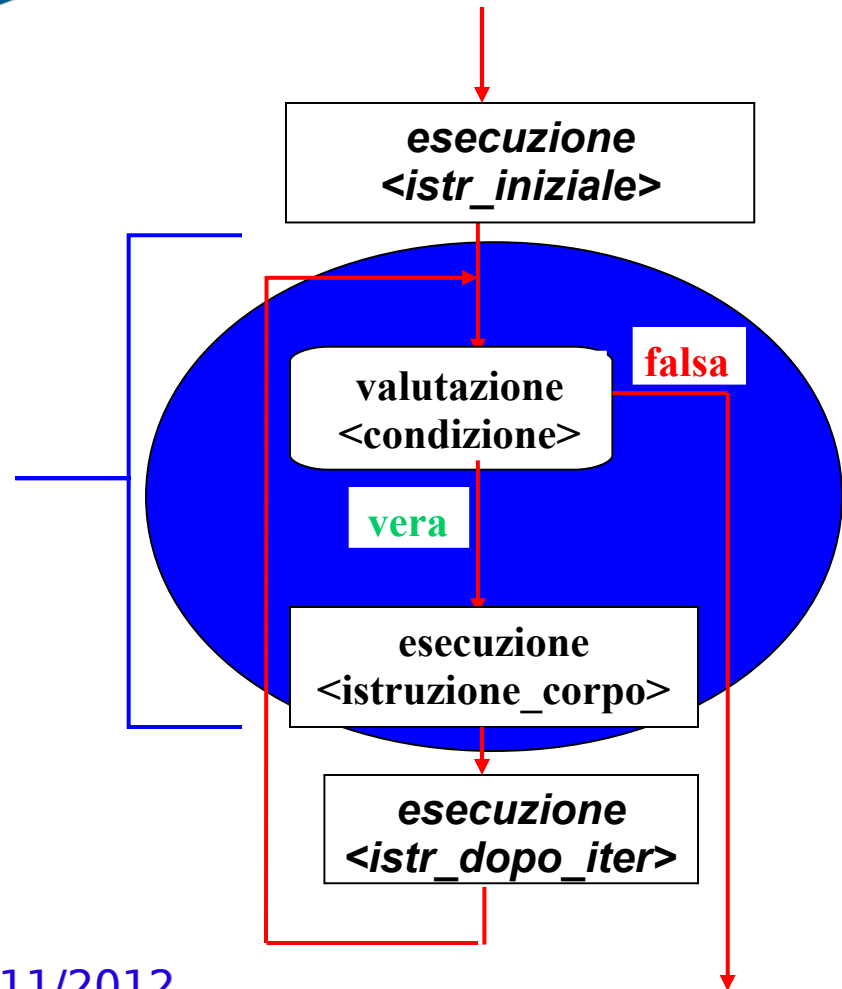 esecuzione
<istr_iniziale>
falsa
valutazione
<condizione>
vera
esecuzione
<istruzione_corpo>
esecuzione
<istr_dopo_iter>
11/2012